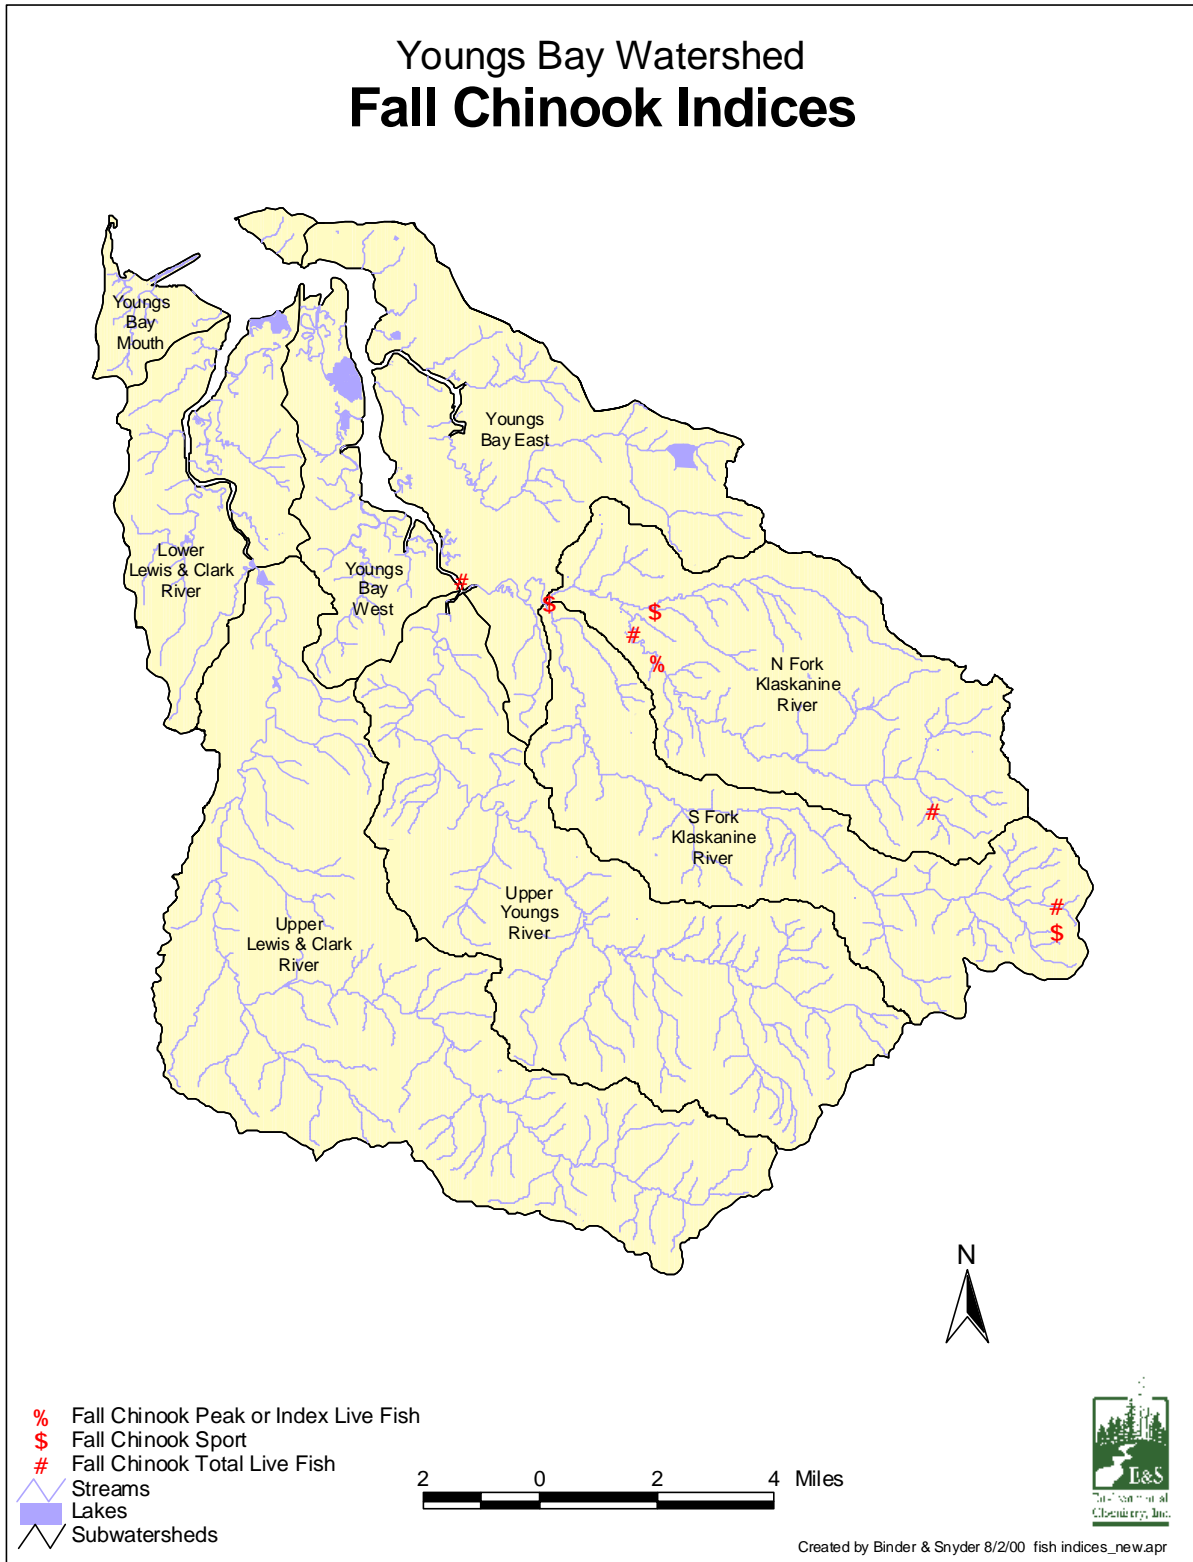 Youngs Bay Watershed
Fall Chinook Indices
Youngs
Bay
Mouth
Youngs
Bay East
Lower
Lewis & Clark
River
Youngs
Bay
West
#
$
$
#
%
N Fork
Klaskanine
River
#
S Fork
Klaskanine
River
#
$
Upper
Youngs
River
Upper
Lewis & Clark
River
N
% Fall Chinook Peak or Index Live Fish
$ Fall Chinook Sport
# Fall Chinook Total Live Fish
Streams
Lakes
Subwatersheds
2 0 2 4 Miles
E&S
Environmental
Chemistry, Inc.
Created by Binder & Snyder 8/2/00 fish indices_new.apr